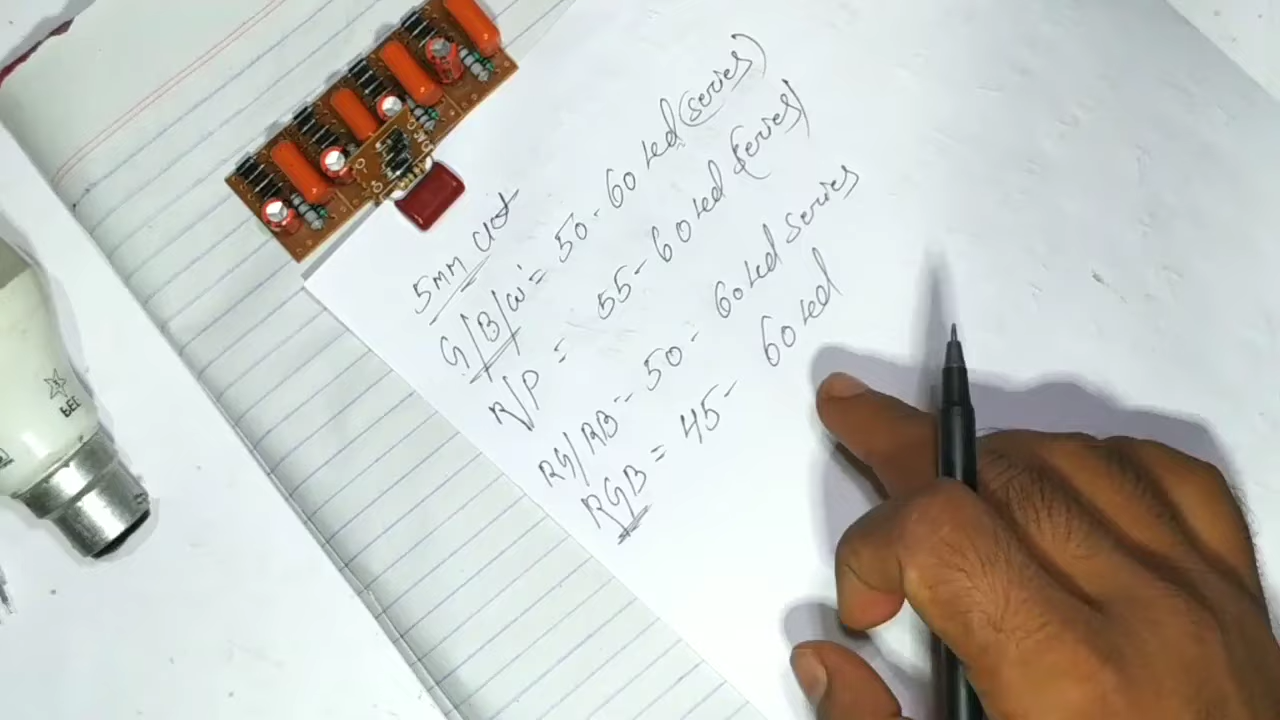 5MM
G/B/W = 50-60 led (series)
R/P = 55-60 led (series)
RG/RB - 50-60 led series
RGB = 45-60 led